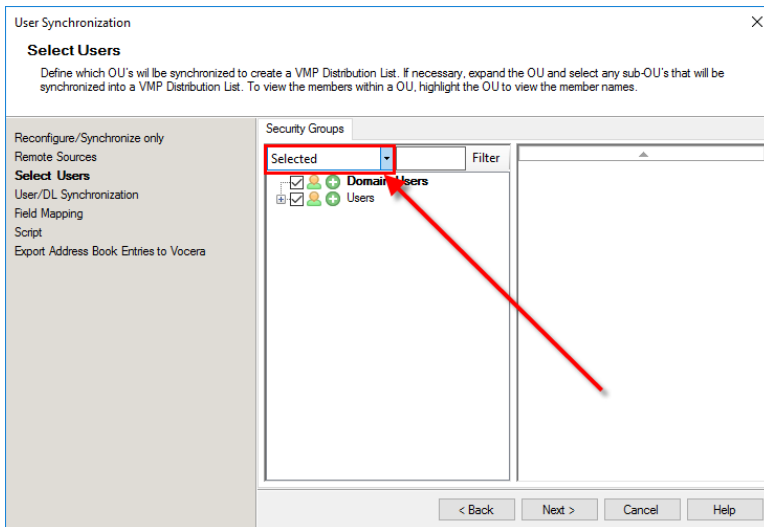 User Synchronization
Select Users
Define which OU's wil lbe synchronized to create a VMP Distribution List. If necessary, expand the OU and select any sub-OU's that will be
synchronized into a VMP Distribution List. To view the members within a OU, highlight the OU to view the member names.
Reconfigure/Synchronize only
Remote Sources
Select Users
User/DL Synchronization
Field Mapping
Script
Export Address Book Entries to Vocera
Security Groups
Selected
Filter
Domain Users
Users
< Back
Next >
Cancel
Help